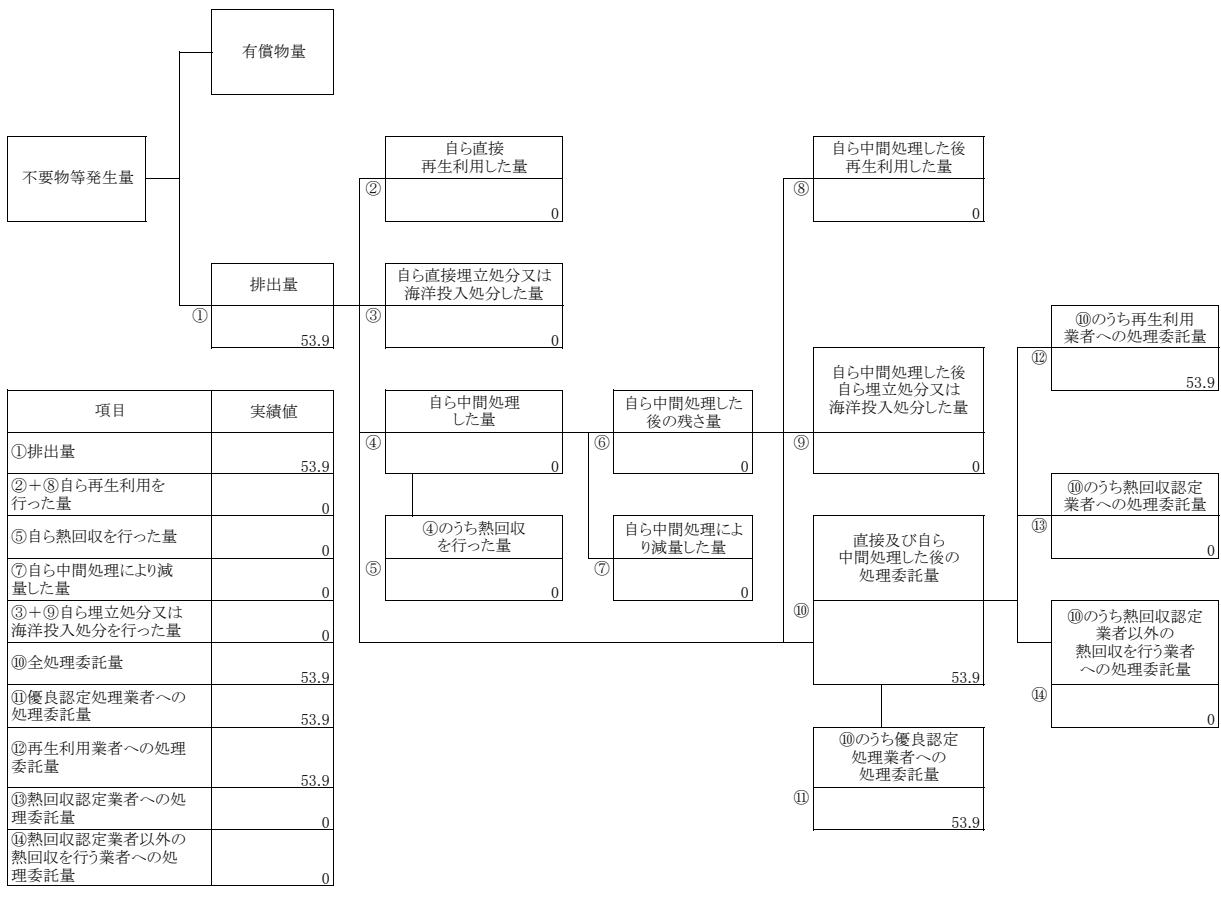 有償物量
不要物等発生量
排出量
①
53.9
自ら直接
再生利用した量
②
0
自ら直接埋立処分又は
海洋投入処分した量
③
0
自ら中間処理
した量
④
0
④のうち熱回収
を行った量
⑤
0
自ら中間処理した
後の残さ量
⑥
0
自ら中間処理によ
り減量した量
⑦
0
自ら中間処理した後
再生利用した量
⑧
0
自ら中間処理した後
自ら埋立処分又は
海洋投入処分した量
⑨
0
直接及び自ら
中間処理した後の
処理委託量
⑩
53.9
⑩のうち優良認定
処理業者への
処理委託量
⑪
53.9
⑩のうち再生利用
業者への処理委託量
⑫
53.9
⑩のうち熱回収認定
業者への処理委託量
⑬
0
⑩のうち熱回収認定
業者以外の
熱回収を行う業者
への処理委託量
⑭
0
項目 実績値
①排出量
53.9
②＋⑧自ら再生利用を
行った量
0
⑤自ら熱回収を行った量
0
⑦自ら中間処理により減
量した量
0
③＋⑨自ら埋立処分又は
海洋投入処分を行った量
0
⑩全処理委託量
53.9
⑪優良認定処理業者への
処理委託量
53.9
⑫再生利用業者への処理
委託量
53.9
⑬熱回収認定業者への処
理委託量
0
⑭熱回収認定業者以外の
熱回収を行う業者への処
理委託量
0